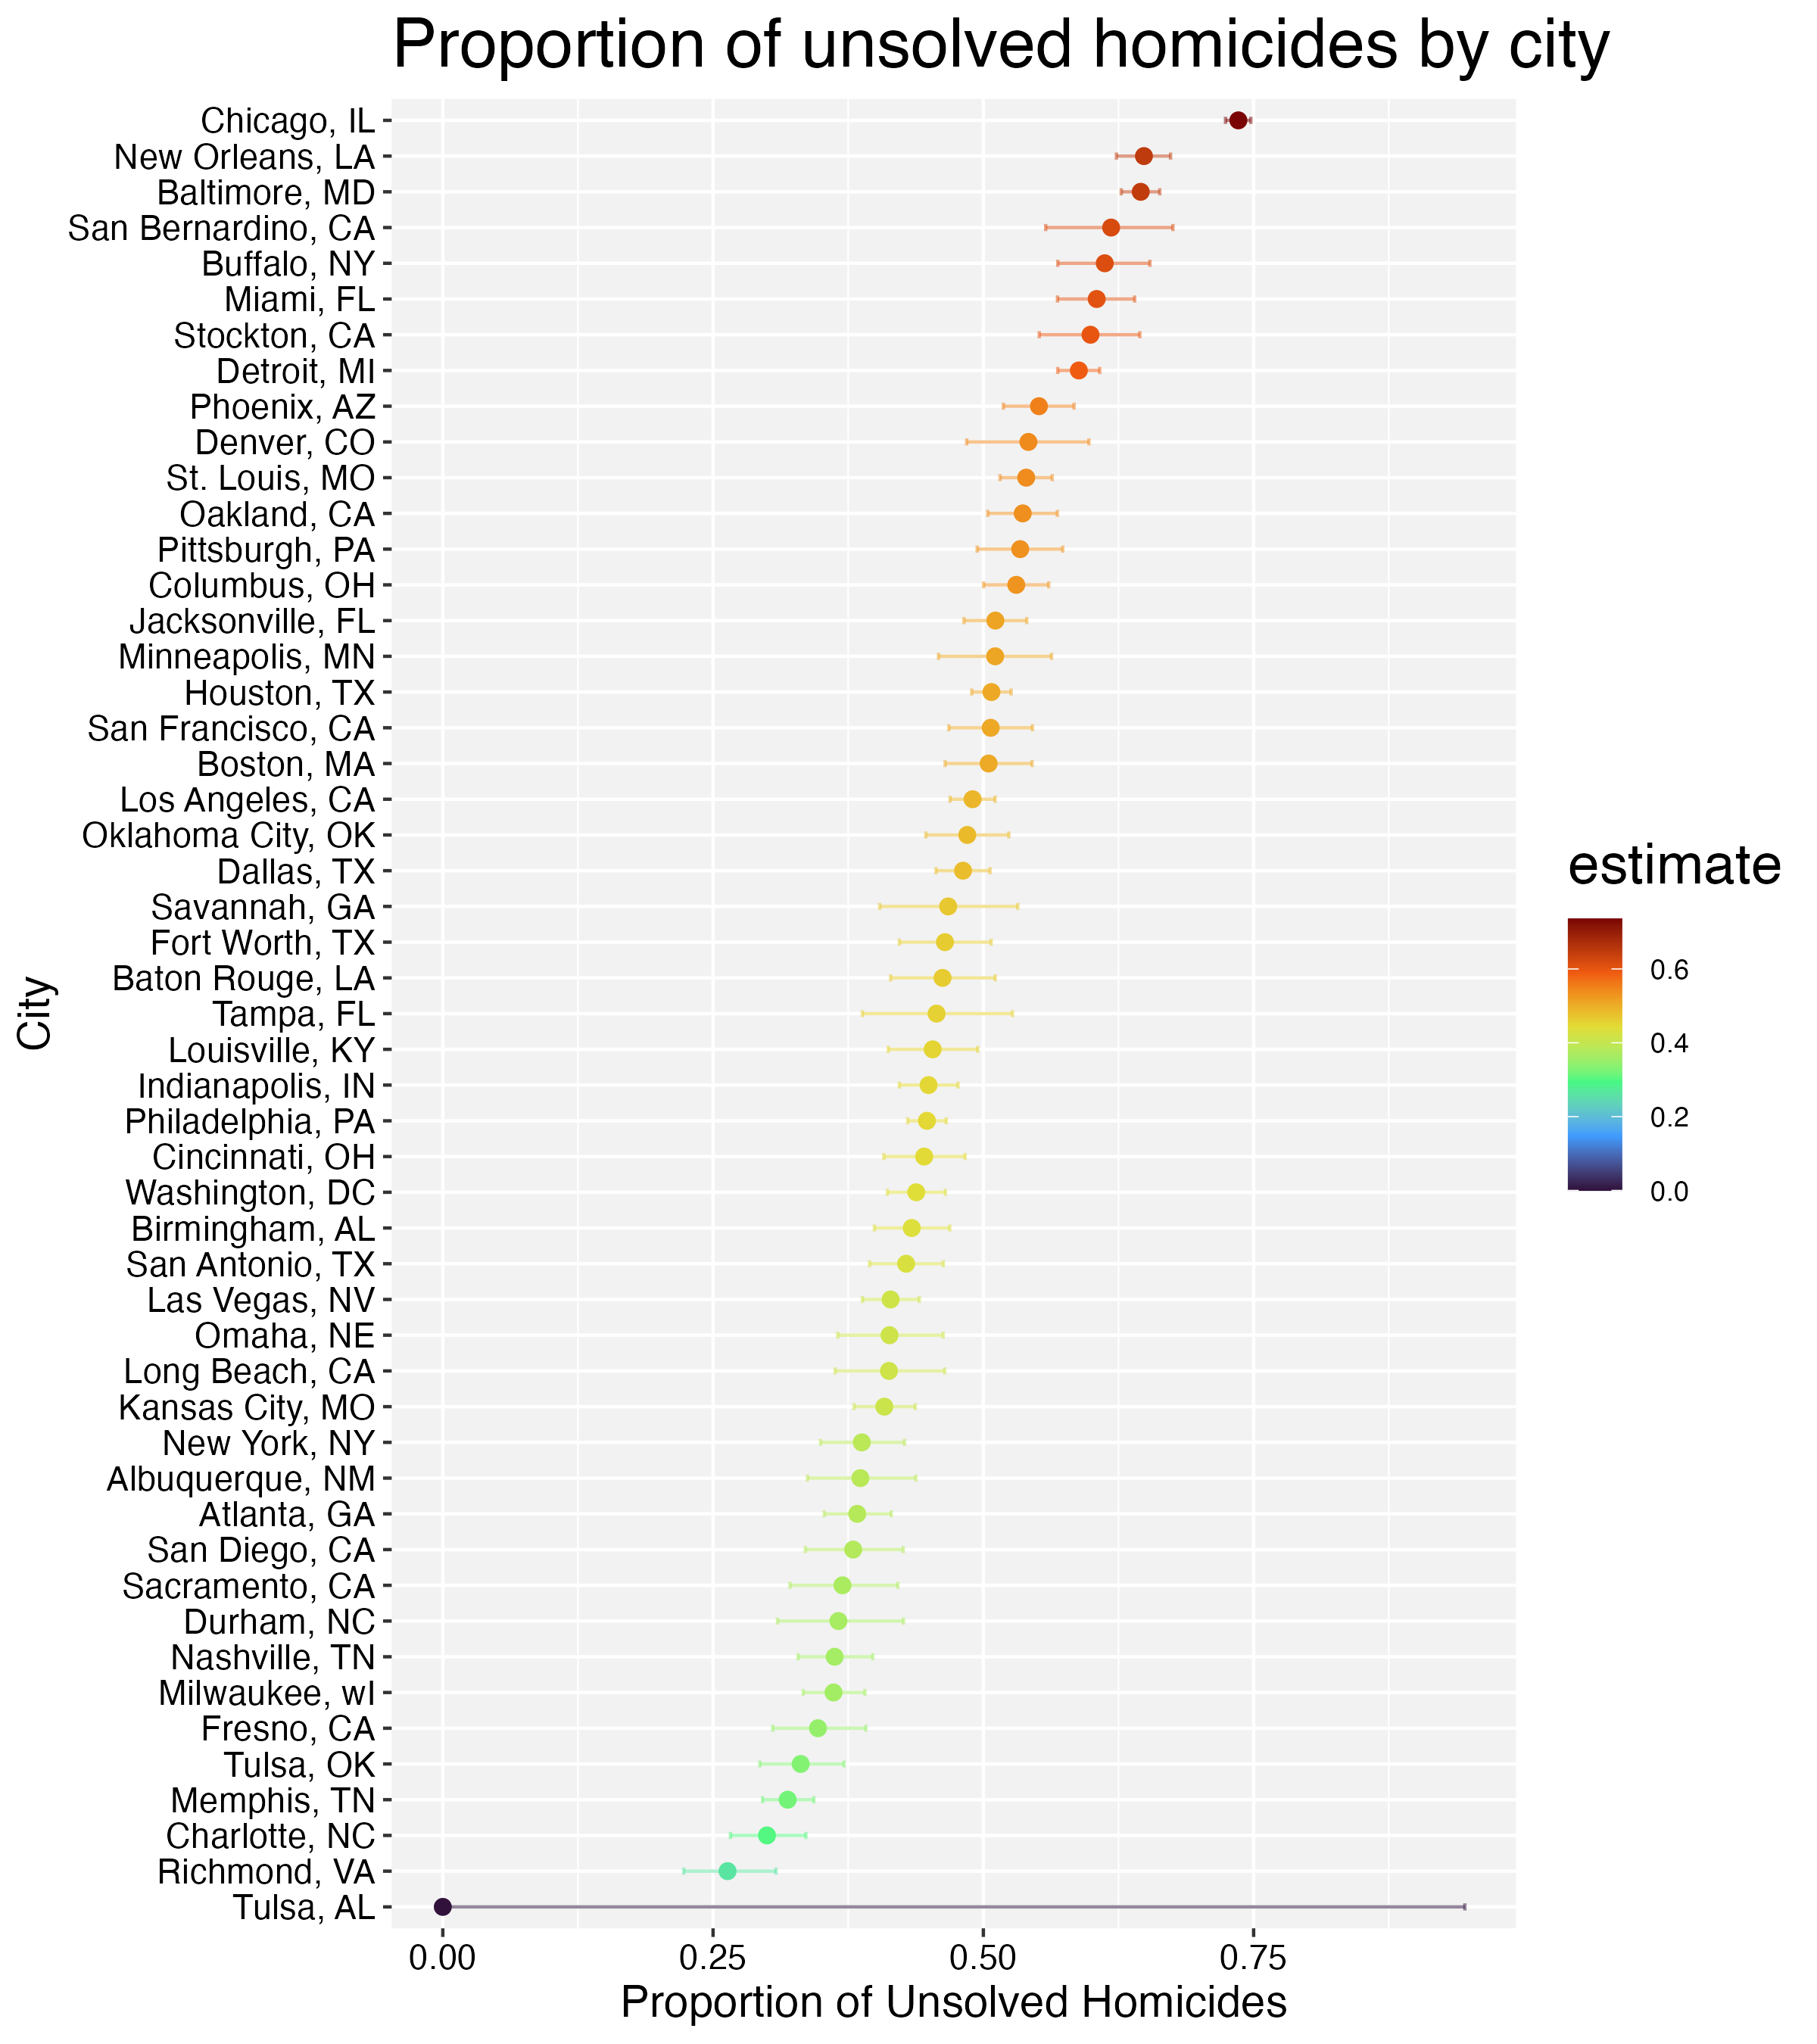 Proportion of unsolved homicides by city
Chicago, IL
New Orleans, LA
Baltimore, MD
San Bernardino, CA
Buffalo, NY
Miami, FL
Stockton, CA
Detroit, MI
Phoenix, AZ
Denver, CO
St. Louis, MO
Oakland, CA
Pittsburgh, PA
Columbus, OH
Jacksonville, FL
Minneapolis, MN
Houston, TX
San Francisco, CA
Boston, MA
Los Angeles, CA
Oklahoma City, OK
Dallas, TX
Savannah, GA
Fort Worth, TX
Baton Rouge, LA
Tampa, FL
Louisville, KY
Indianapolis, IN
Philadelphia, PA
Cincinnati, OH
Washington, DC
Birmingham, AL
San Antonio, TX
Las Vegas, NV
Omaha, NE
Long Beach, CA
Kansas City, MO
New York, NY
Albuquerque, NM
Atlanta, GA
San Diego, CA
Sacramento, CA
Durham, NC
Nashville, TN
Milwaukee, wI
Fresno, CA
Tulsa, OK
Memphis, TN
Charlotte, NC
Richmond, VA
Tulsa, AL
City
0.00 0.25 0.50 0.75
Proportion of Unsolved Homicides
estimate
0.6
0.4
0.2
0.0